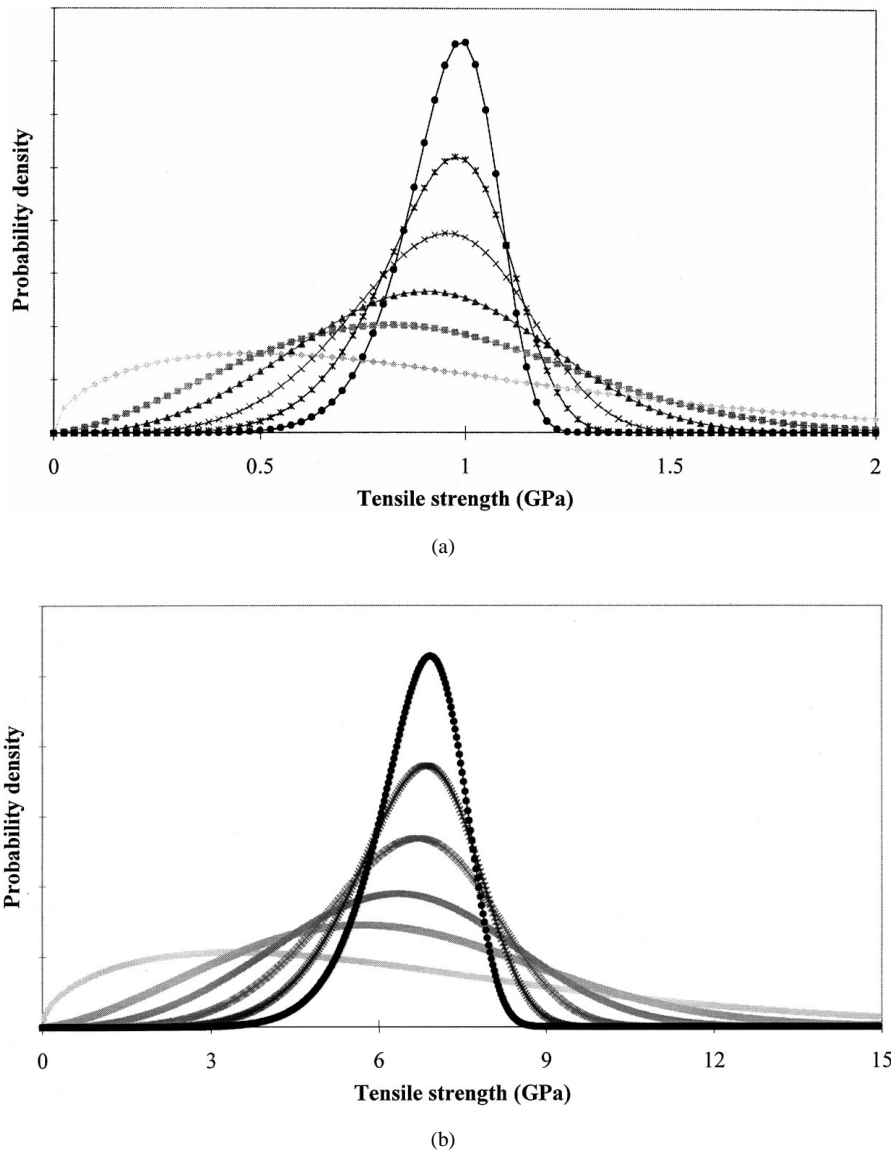 Probability density
0 0.5 1 1.5 2
Tensile strength (GPa)
(a)
Probability density
0 3 6 9 12 15
Tensile strength (GPa)
(b)